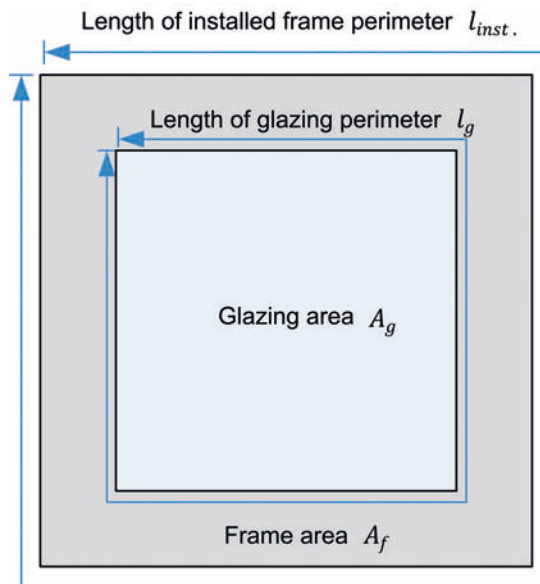 Length of installed frame perimeter l_inst.
Length of glazing perimeter l_g
Glazing area A_g
Frame area A_f